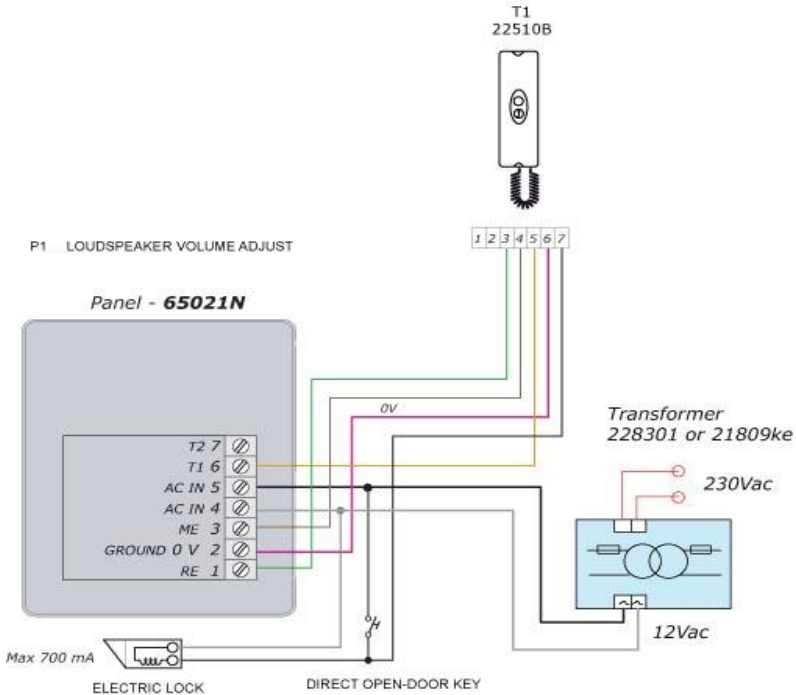 T1
22510B
1 2 3 4 5 6 7
P1 LOUDSPEAKER VOLUME ADJUST
Panel - 65021N
0V
Transformer
228301 or 21809ke
230Vac
T2 7
T1 6
AC IN 5
AC IN 4
ME 3
GROUND 0 V 2
RE 1
12Vac
Max 700 mA
ELECTRIC LOCK
DIRECT OPEN-DOOR KEY